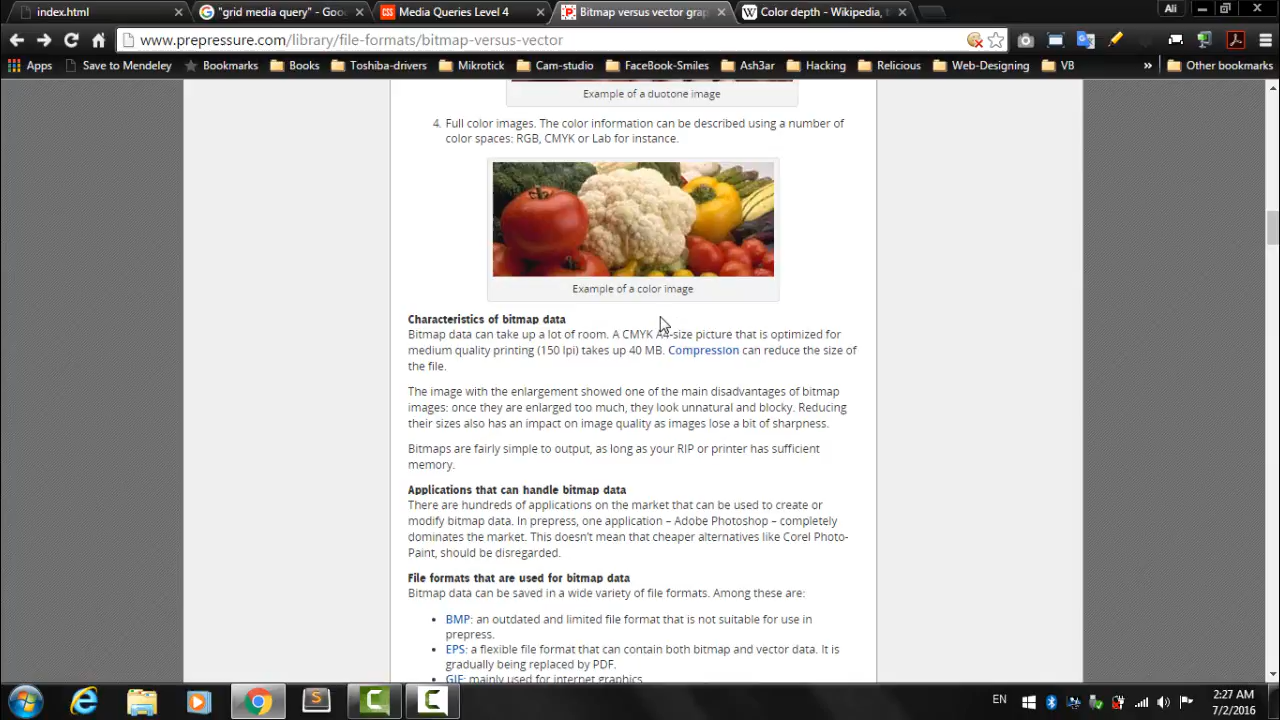 index.html
"grid media query" - Goo
Media Queries Level 4
Bitmap versus vector grap
Color depth - Wikipedia, t
Ali
www.prepressure.com/library/file-formats/bitmap-versus-vector
Apps
Save to Mendeley
Bookmarks
Books
Toshiba-drivers
Mikrotick
Cam-studio
FaceBook-Smiles
Ash3ar
Hacking
Relicious
Web-Designing
VB
»
Other bookmarks
Example of a duotone image
4. Full color images. The color information can be described using a number of
color spaces: RGB, CMYK or Lab for instance.
Example of a color image
Characteristics of bitmap data
Bitmap data can take up a lot of room. A CMYK A4-size picture that is optimized for
medium quality printing (150 lpi) takes up 40 MB. Compression can reduce the size of
the file.
The image with the enlargement showed one of the main disadvantages of bitmap
images: once they are enlarged too much, they look unnatural and blocky. Reducing
their sizes also has an impact on image quality as images lose a bit of sharpness.
Bitmaps are fairly simple to output, as long as your RIP or printer has sufficient
memory.
Applications that can handle bitmap data
There are hundreds of applications on the market that can be used to create or
modify bitmap data. In prepress, one application – Adobe Photoshop – completely
dominates the market. This doesn't mean that cheaper alternatives like Corel Photo-
Paint, should be disregarded.
File formats that are used for bitmap data
Bitmap data can be saved in a wide variety of file formats. Among these are:
• BMP: an outdated and limited file format that is not suitable for use in
prepress.
• EPS: a flexible file format that can contain both bitmap and vector data. It is
gradually being replaced by PDF.
• GIF: mainly used for internet graphics
EN
2:27 AM
7/2/2016